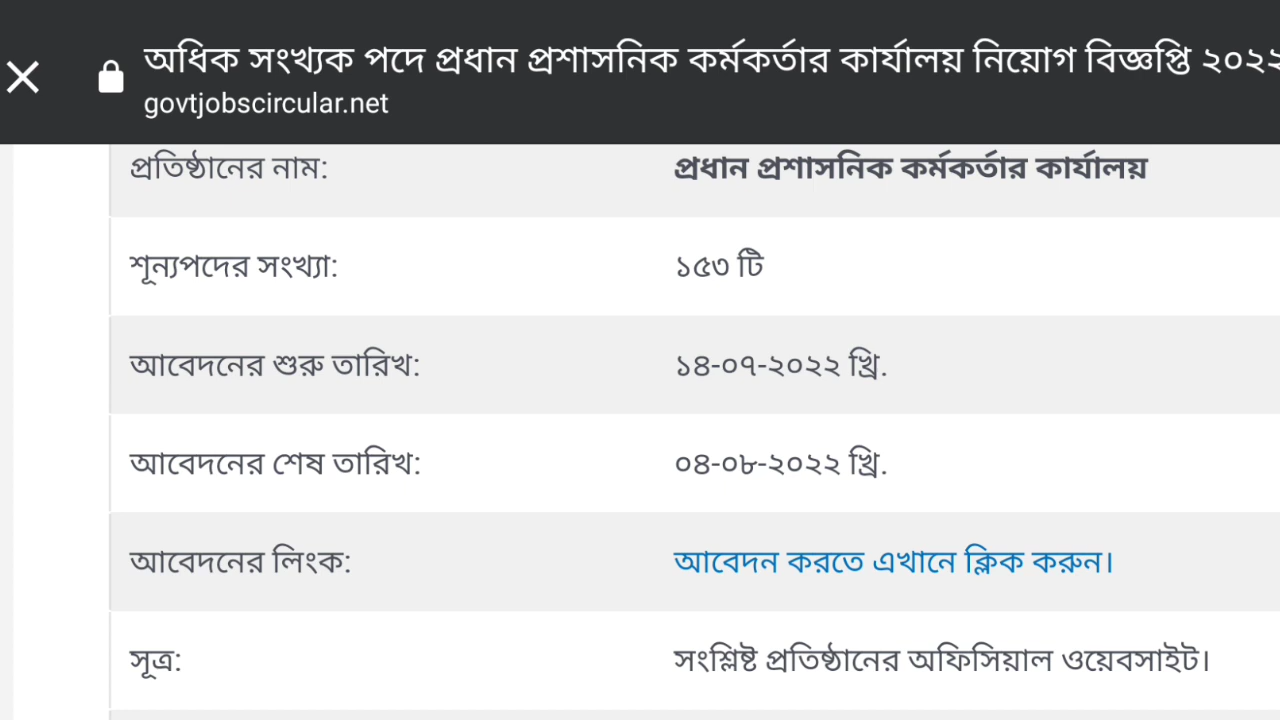 অধিক সংখ্যক পদে প্রধান প্রশাসনিক কর্মকর্তার কার্যালয় নিয়োগ বিজ্ঞপ্তি ২০২২
govtjobscircular.net
প্রতিষ্ঠানের নাম: প্রধান প্রশাসনিক কর্মকর্তার কার্যালয়
শূন্যপদের সংখ্যা: ১৫৩ টি
আবেদনের শুরু তারিখ: ১৪-০৭-২০২২ খ্রি.
আবেদনের শেষ তারিখ: ০৪-০৮-২০২২ খ্রি.
আবেদনের লিংক: আবেদন করতে এখানে ক্লিক করুন।
সূত্র: সংশ্লিষ্ট প্রতিষ্ঠানের অফিসিয়াল ওয়েবসাইট।